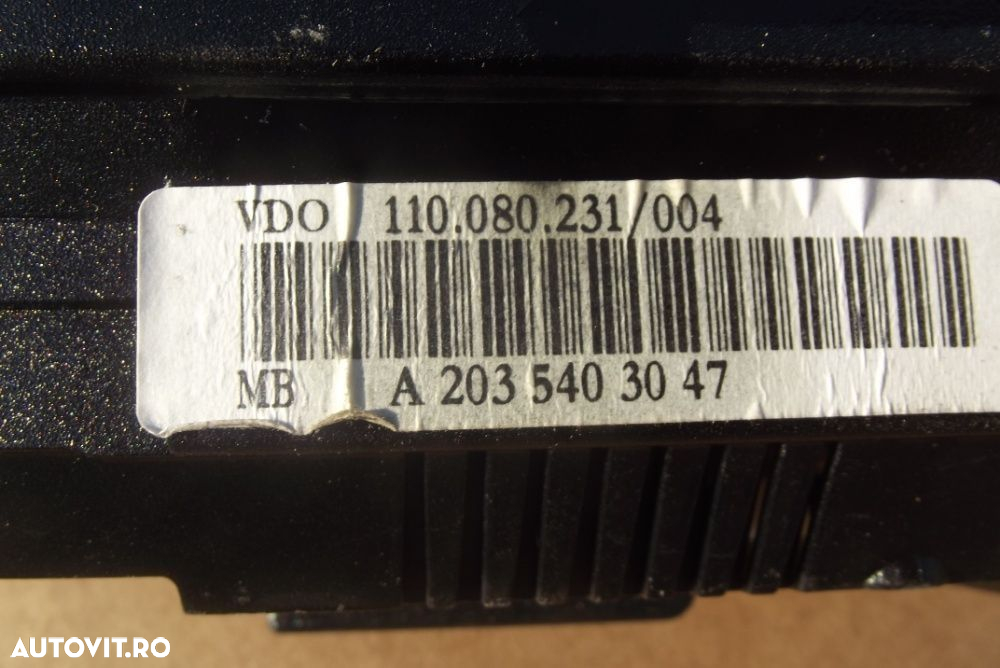 VDO 110.080.231/004
MB A 203 540 30 47
AUTOVIT.RO